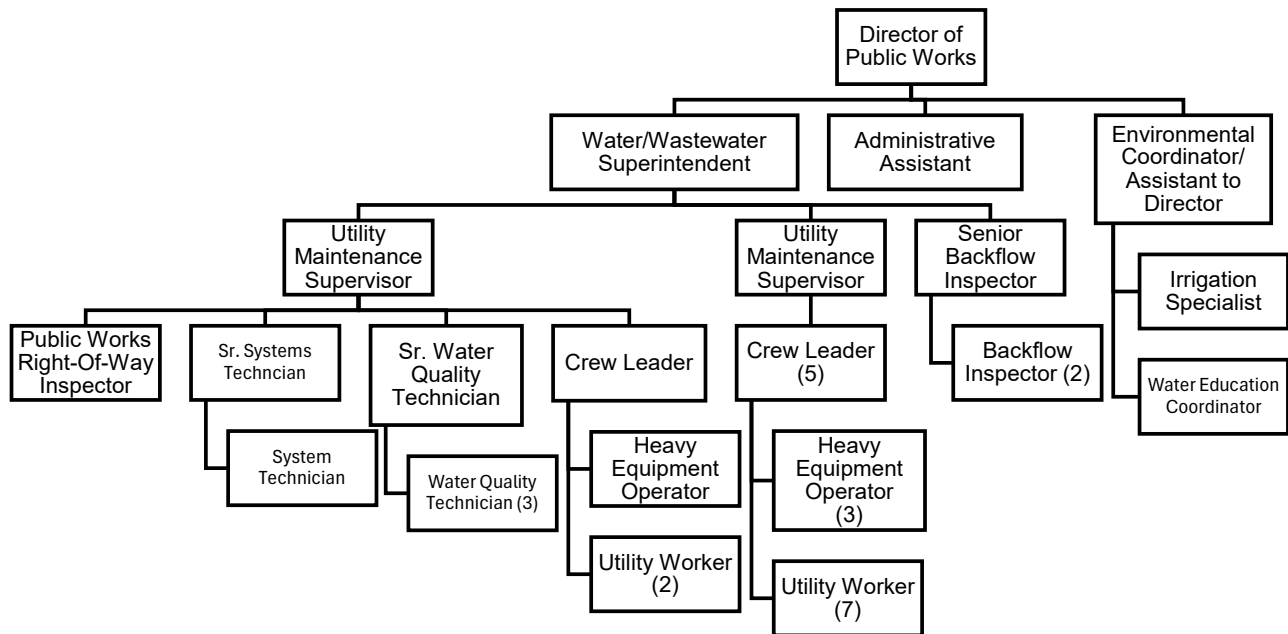 Director of
Public Works
Water/Wastewater
Superintendent
Administrative
Assistant
Environmental
Coordinator/
Assistant to
Director
Utility
Maintenance
Supervisor
Utility
Maintenance
Supervisor
Senior
Backflow
Inspector
Irrigation
Specialist
Public Works
Right-Of-Way
Inspector
Sr. Systems
Techncian
Sr. Water
Quality
Technician
Crew Leader
Crew Leader
(5)
Backflow
Inspector (2)
Water Education
Coordinator
System
Technician
Water Quality
Technician (3)
Heavy
Equipment
Operator
Heavy
Equipment
Operator
(3)
Utility Worker
(2)
Utility Worker
(7)